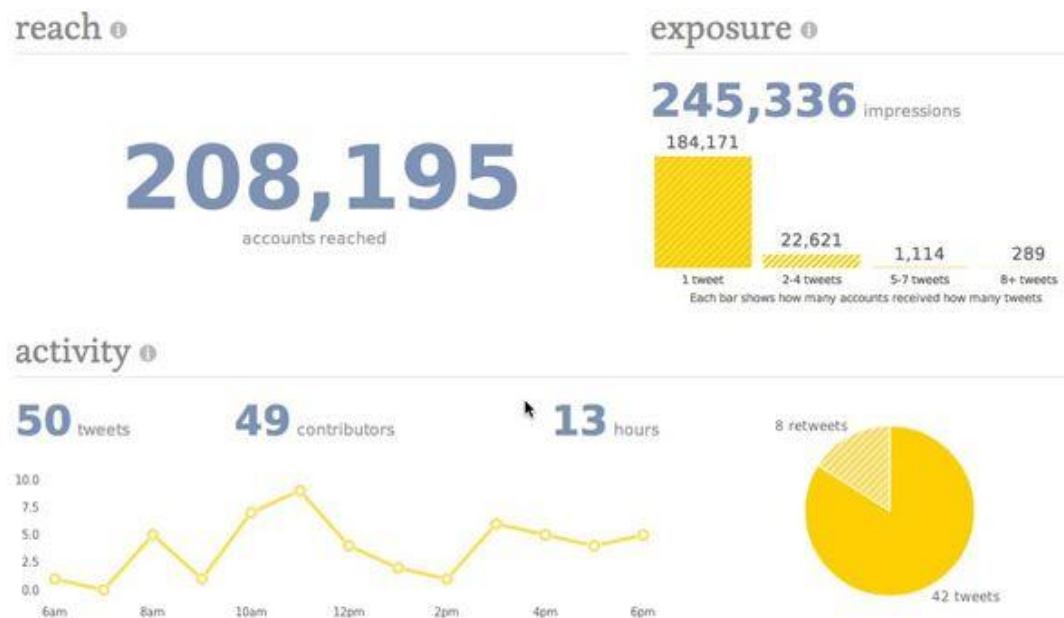 reach
208,195
accounts reached
exposure
245,336 impressions
184,171
22,621
1,114
289
1 tweet 2-4 tweets 5-7 tweets 8+ tweets
Each bar shows how many accounts received how many tweets
activity
50 tweets 49 contributors 13 hours
10.0
7.5
5.0
2.5
0.0
6am 8am 10am 12pm 2pm 4pm 6pm
8 retweets
42 tweets